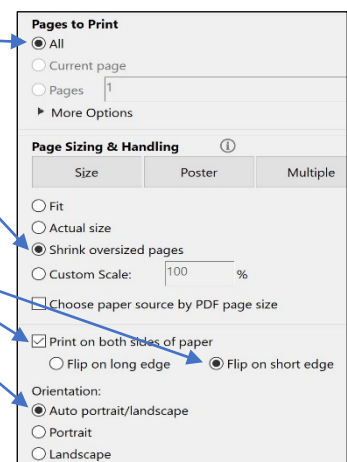 Pages to Print
All
Current page
Pages 1
More Options
Page Sizing & Handling
Size Poster Multiple
Fit
Actual size
Shrink oversized pages
Custom Scale: 100 %
Choose paper source by PDF page size
Print on both sides of paper
Flip on long edge Flip on short edge
Orientation:
Auto portrait/landscape
Portrait
Landscape